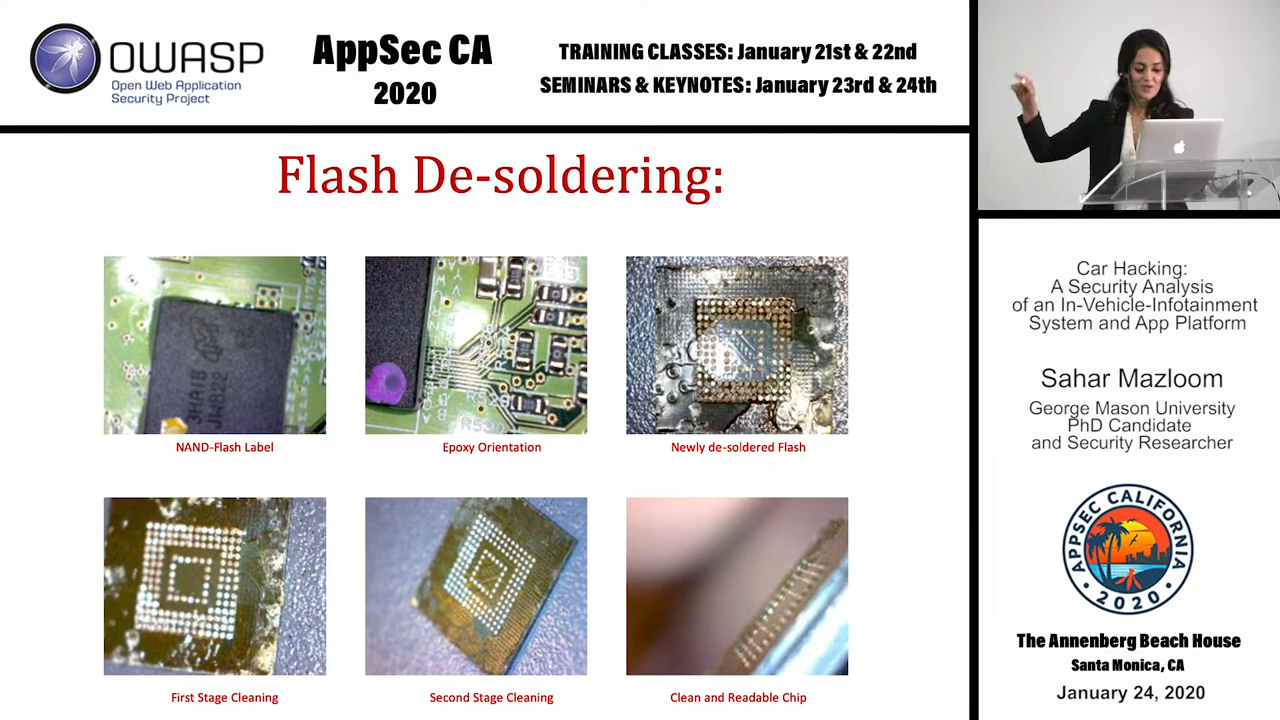 OWASP
Open Web Application
Security Project
AppSec CA
2020
TRAINING CLASSES: January 21st & 22nd
SEMINARS & KEYNOTES: January 23rd & 24th
Flash De-soldering:
3HA18
JW822
R529
R530
NAND-Flash Label
Epoxy Orientation
Newly de-soldered Flash
First Stage Cleaning
Second Stage Cleaning
Clean and Readable Chip
Car Hacking:
A Security Analysis
of an In-Vehicle-Infotainment
System and App Platform
Sahar Mazloom
George Mason University
PhD Candidate
and Security Researcher
APPSEC CALIFORNIA
2020
The Annenberg Beach House
Santa Monica, CA
January 24, 2020